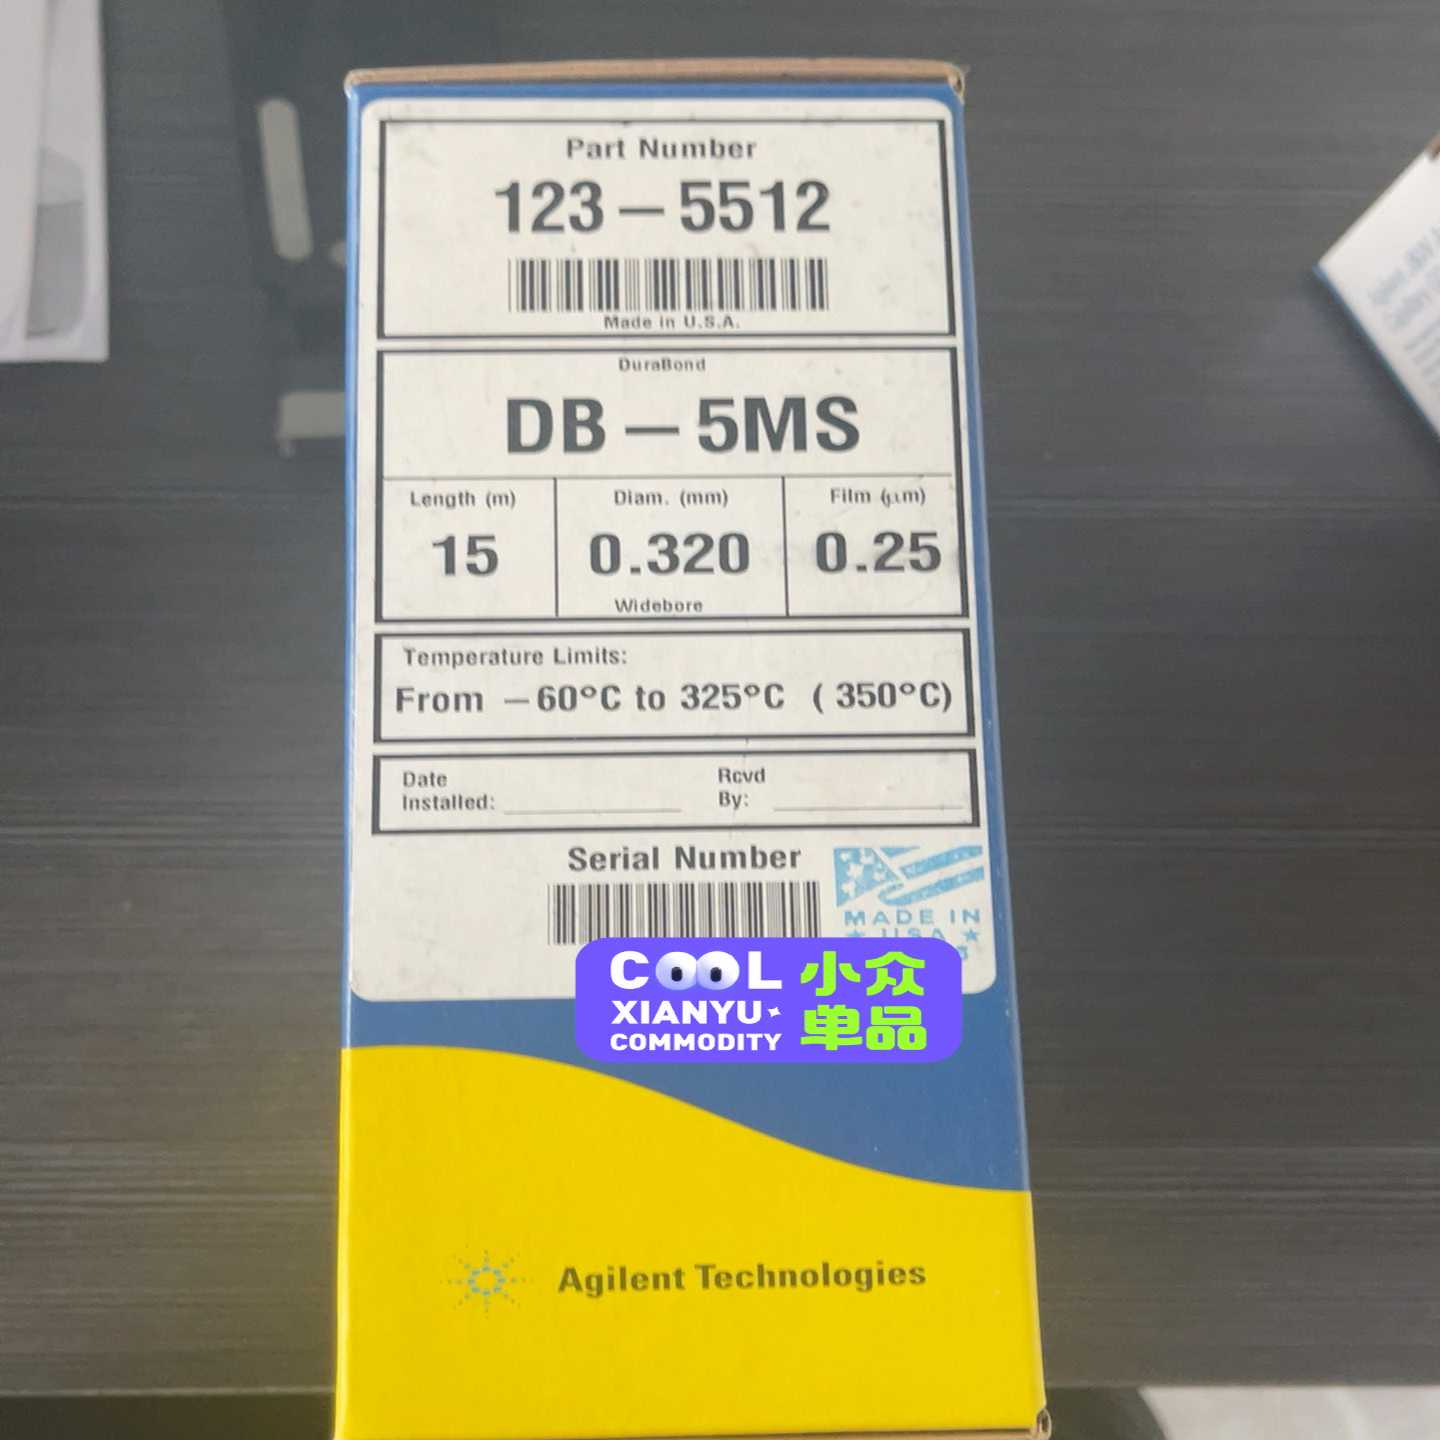 Part Number
123-5512
Made in U.S.A.
DuraBond
DB-5MS
Length (m) Diam. (mm) Film (μm)
15 0.320 0.25
Widebore
Temperature Limits:
From -60°C to 325°C (350°C)
Date Rcvd
Installed: By:
Serial Number
MADE IN
USA
COOL 小众
XIANYU 单品
COMMODITY
Agilent Technologies